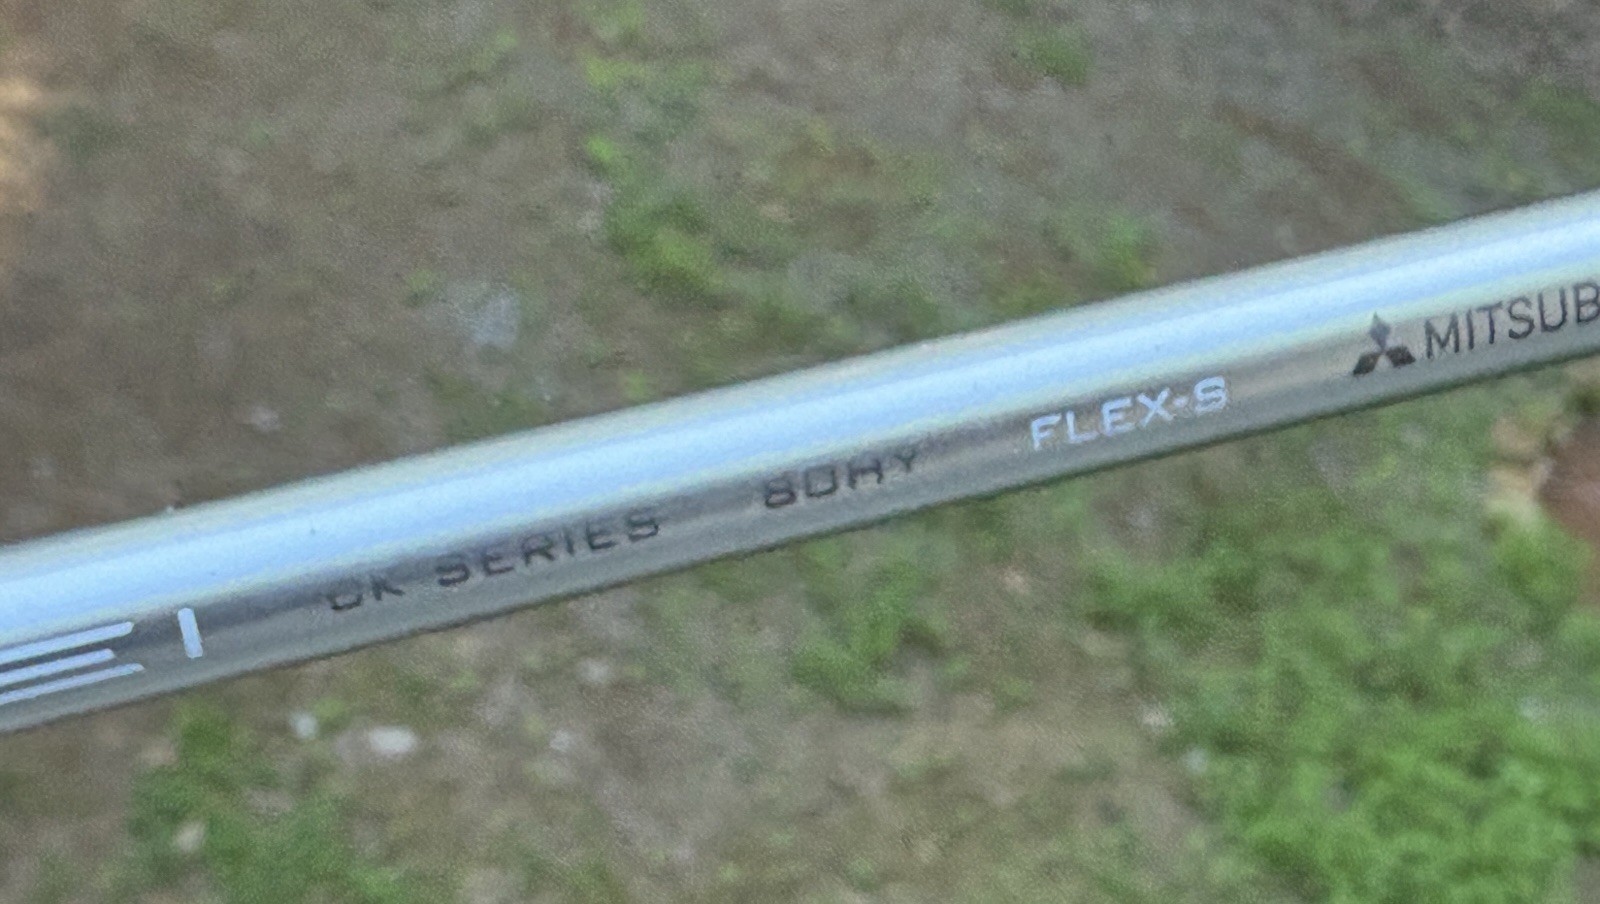 CK SERIES 80HY FLEX-S MITSUB